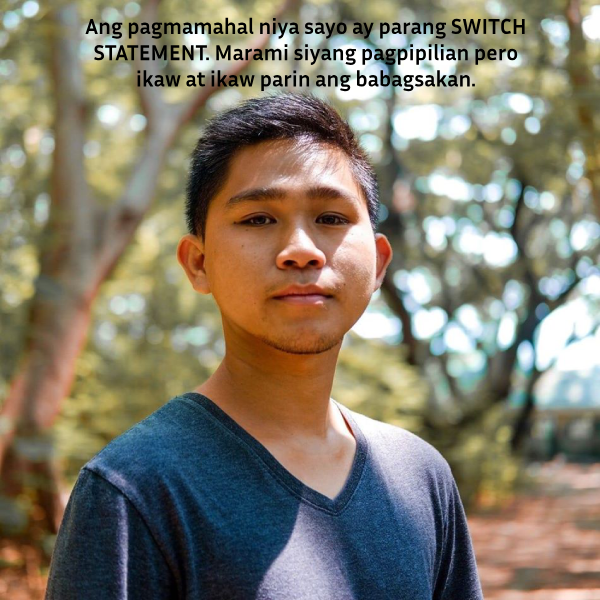 Ang pagmamahal niya sayo ay parang SWITCH
STATEMENT. Marami siyang pagpipilian pero
ikaw at ikaw parin ang babagsakan.